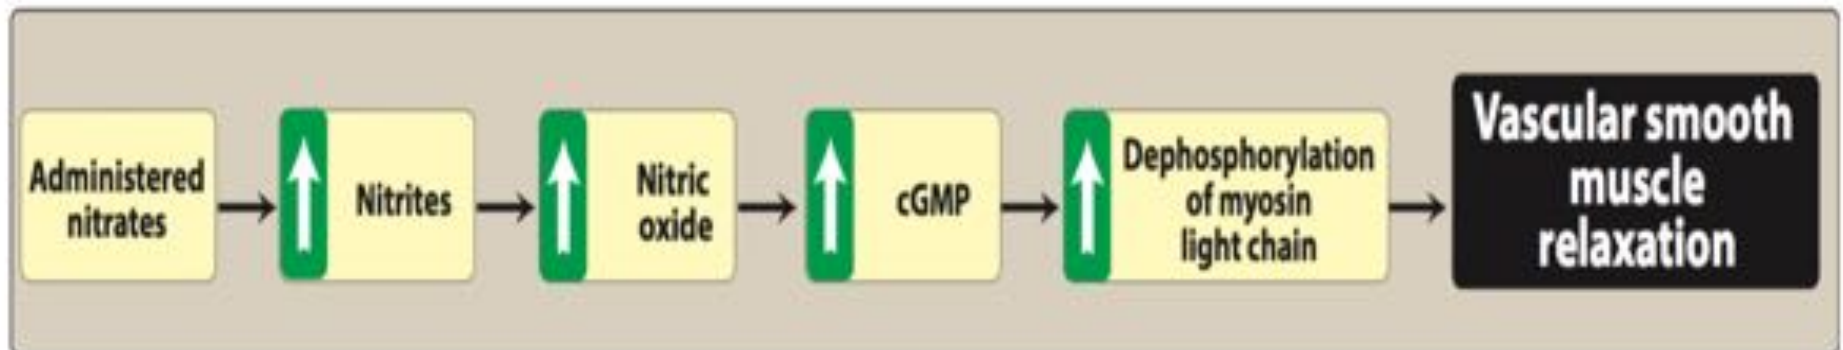 Administered
nitrates
Nitrites
Nitric
oxide
cGMP
Dephosphorylation
of myosin
light chain
Vascular smooth
muscle
relaxation